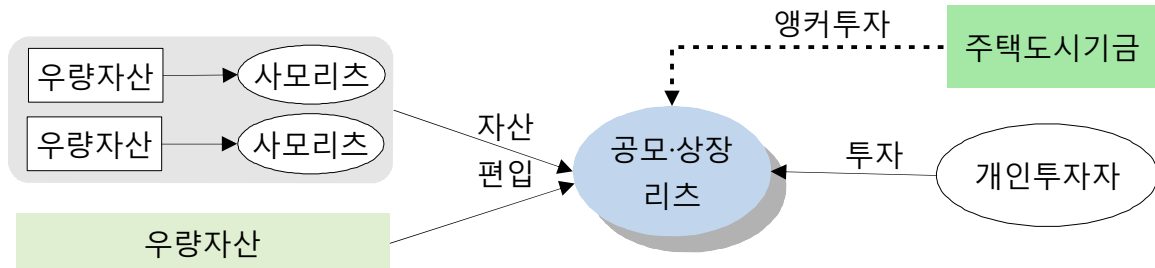 앵커투자
주택도시기금
우량자산
사모리츠
우량자산
사모리츠
자산
편입
공모·상장
리츠
투자
개인투자자
우량자산